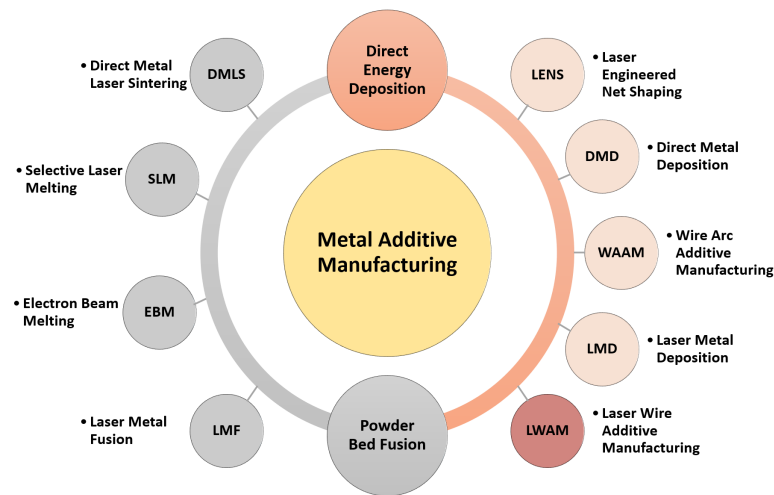 Direct
Energy
Deposition
DMLS
• Direct Metal
Laser Sintering
SLM
• Selective Laser
Melting
EBM
• Electron Beam
Melting
LMF
• Laser Metal
Fusion
Metal Additive
Manufacturing
Powder
Bed Fusion
LENS
• Laser
Engineered
Net Shaping
DMD
• Direct Metal
Deposition
WAAM
• Wire Arc
Additive
Manufacturing
LMD
• Laser Metal
Deposition
LWAM
• Laser Wire
Additive
Manufacturing